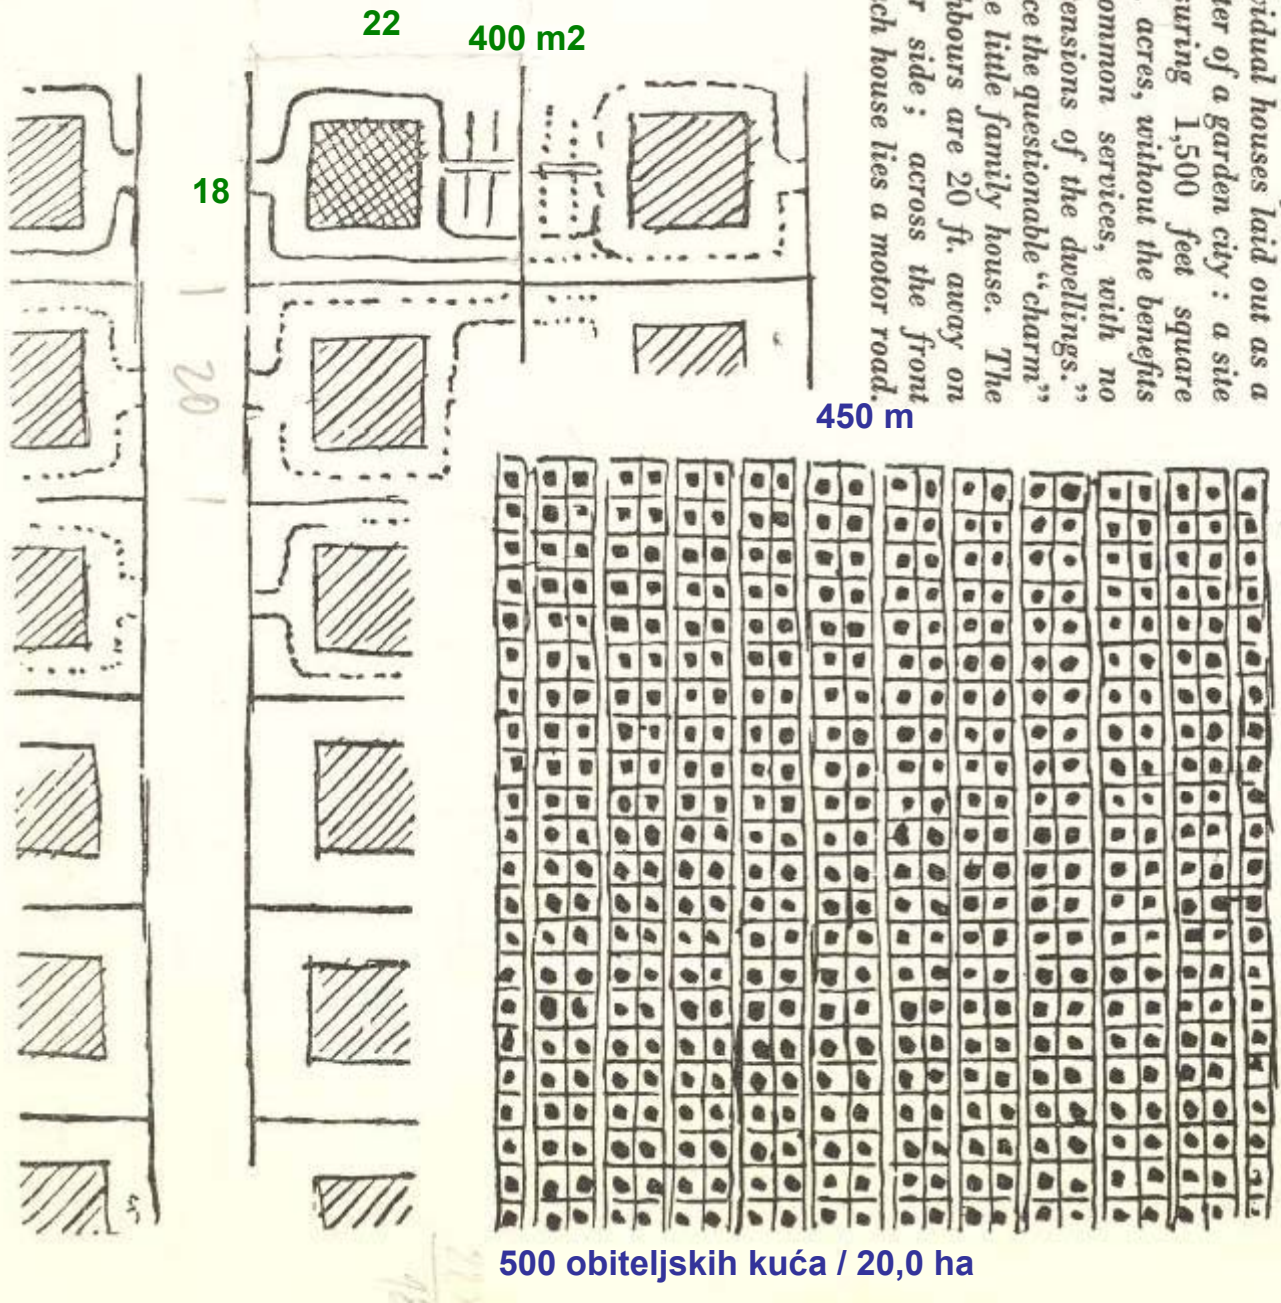 22
400 m2
18
vidual houses laid out as a
ter of a garden city : a site
suring 1,500 feet square
acres, without the benefits
ommon services, with no
ensions of the dwellings."
ce the questionable "charm"
e little family house. The
hbours are 20 ft. away on
r side ; across the front
ch house lies a motor road.
20
450 m
500 obiteljskih kuća / 20,0 ha